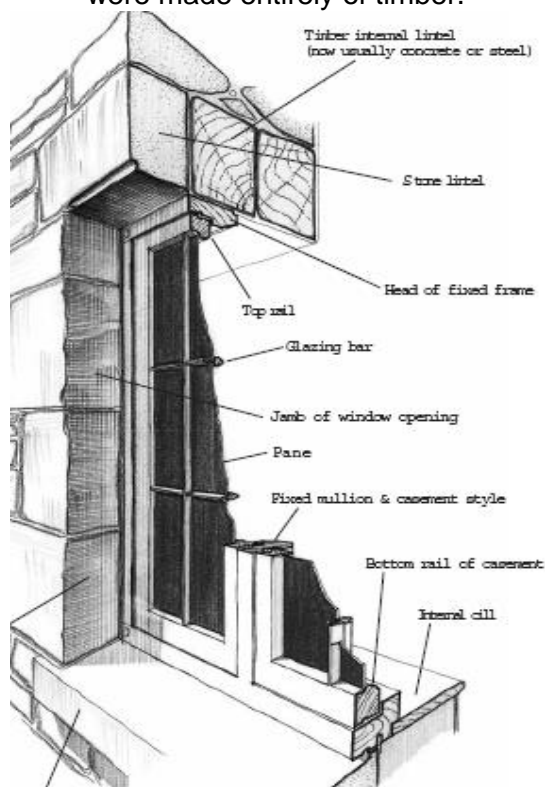 were made entirely of timber.
Timber internal lintel
(now usually concrete or steel)
Stone lintel
Head of fixed frame
Top rail
Glazing bar
Jamb of window opening
Pane
Fixed mullion & casement style
Bottom rail of casement
Internal cill